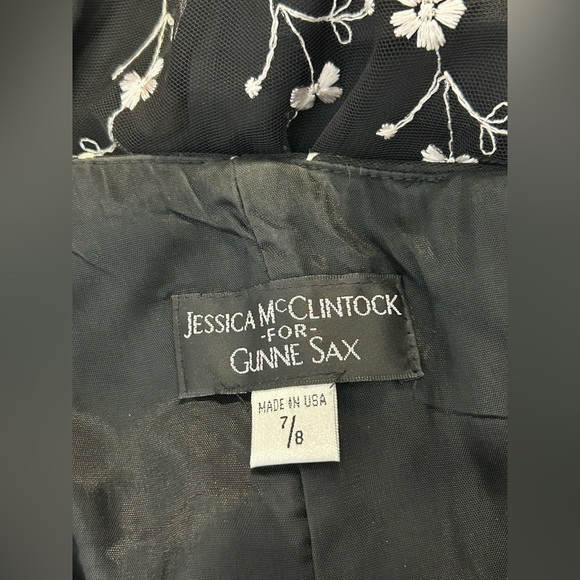 JESSICA McCLINTOCK
-FOR-
GUNNE SAX
MADE IN USA
7/8